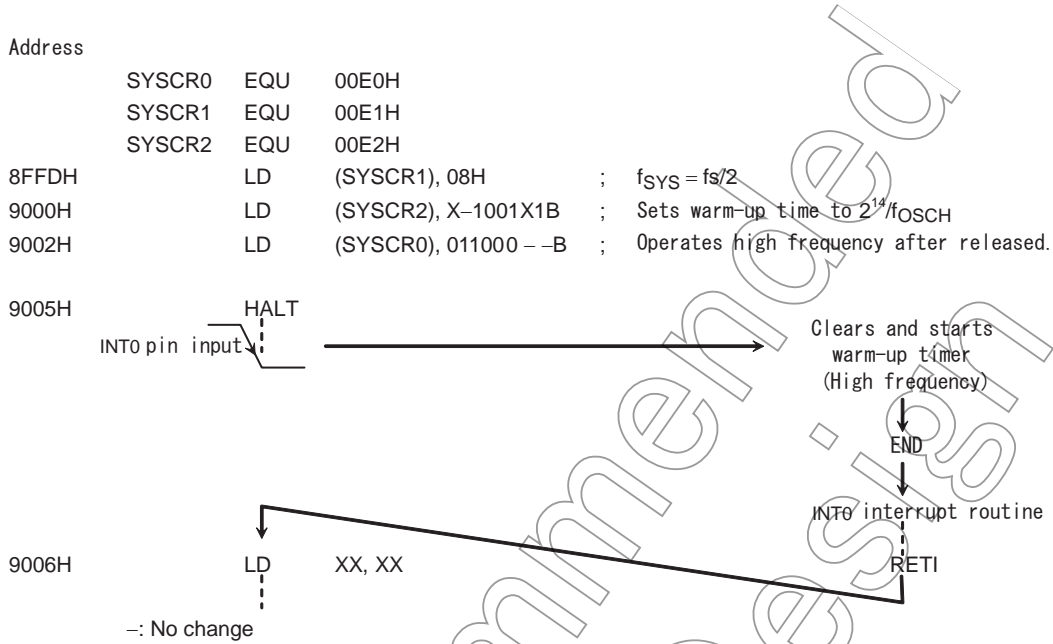 Address
SYSCR0 EQU 00E0H
SYSCR1 EQU 00E1H
SYSCR2 EQU 00E2H
8FFDH LD (SYSCR1), 08H ; fSYS = fs/2
9000H LD (SYSCR2), X–1001X1B ; Sets warm-up time to 2¹⁴/fOSCH
9002H LD (SYSCR0), 011000 – –B ; Operates high frequency after released.
9005H HALT
INT0 pin input
Clears and starts
warm-up timer
(High frequency)
END
INT0 interrupt routine
9006H LD XX, XX RETI
–: No change
mmended
esign